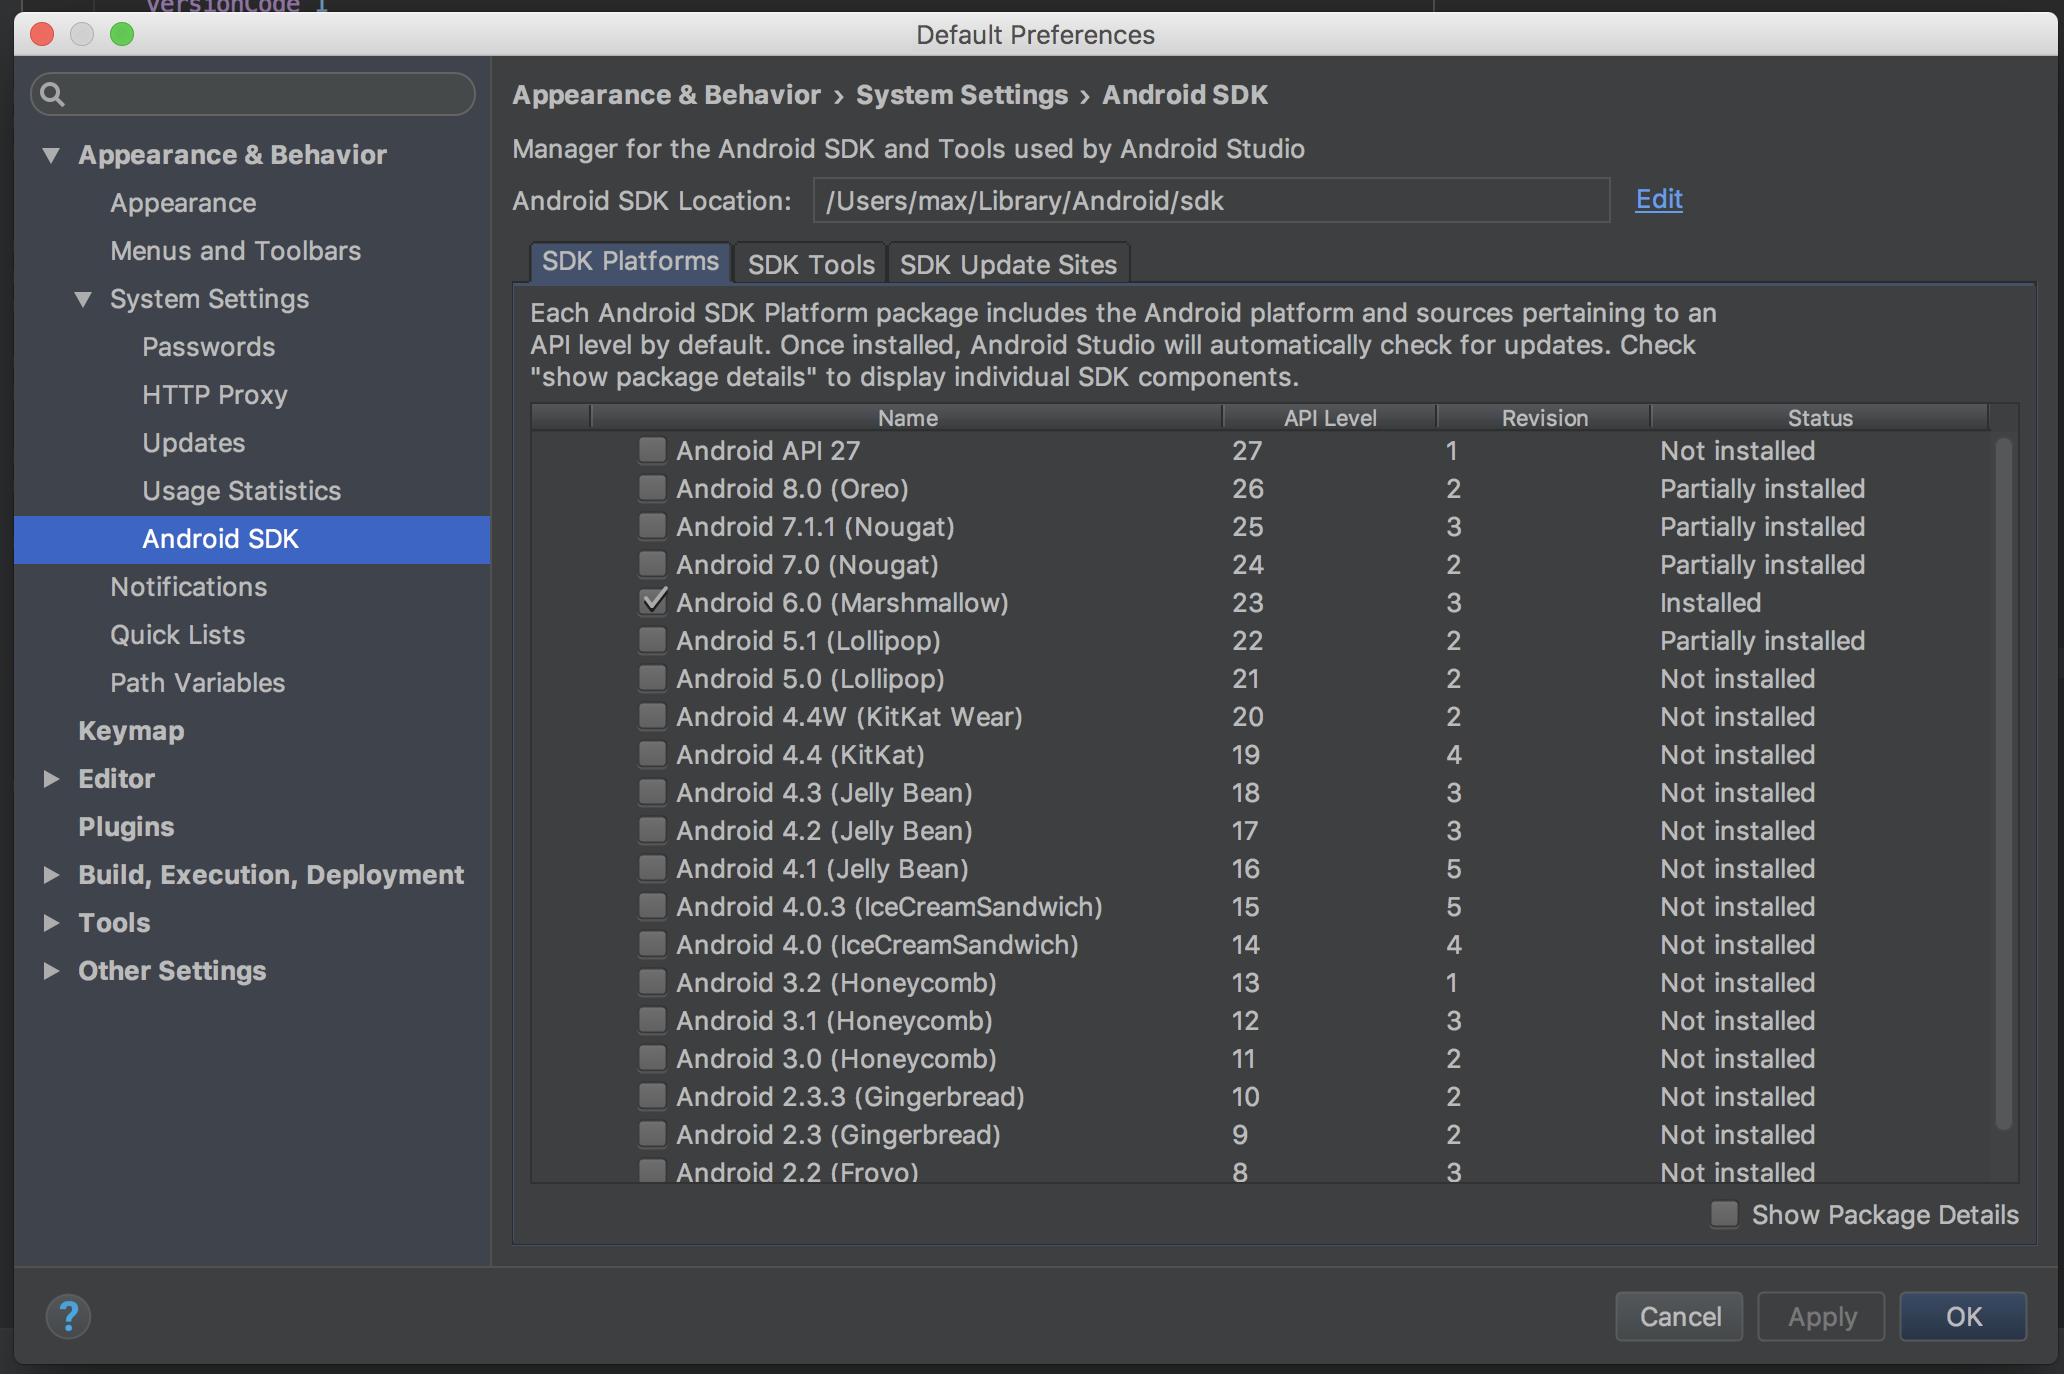 versionCode 1
Default Preferences
Appearance & Behavior
Appearance
Menus and Toolbars
System Settings
Passwords
HTTP Proxy
Updates
Usage Statistics
Android SDK
Notifications
Quick Lists
Path Variables
Keymap
Editor
Plugins
Build, Execution, Deployment
Tools
Other Settings
Appearance & Behavior › System Settings › Android SDK
Manager for the Android SDK and Tools used by Android Studio
Android SDK Location: /Users/max/Library/Android/sdk Edit
SDK Platforms SDK Tools SDK Update Sites
Each Android SDK Platform package includes the Android platform and sources pertaining to an
API level by default. Once installed, Android Studio will automatically check for updates. Check
"show package details" to display individual SDK components.
Name API Level Revision Status
Android API 27 27 1 Not installed
Android 8.0 (Oreo) 26 2 Partially installed
Android 7.1.1 (Nougat) 25 3 Partially installed
Android 7.0 (Nougat) 24 2 Partially installed
Android 6.0 (Marshmallow) 23 3 Installed
Android 5.1 (Lollipop) 22 2 Partially installed
Android 5.0 (Lollipop) 21 2 Not installed
Android 4.4W (KitKat Wear) 20 2 Not installed
Android 4.4 (KitKat) 19 4 Not installed
Android 4.3 (Jelly Bean) 18 3 Not installed
Android 4.2 (Jelly Bean) 17 3 Not installed
Android 4.1 (Jelly Bean) 16 5 Not installed
Android 4.0.3 (IceCreamSandwich) 15 5 Not installed
Android 4.0 (IceCreamSandwich) 14 4 Not installed
Android 3.2 (Honeycomb) 13 1 Not installed
Android 3.1 (Honeycomb) 12 3 Not installed
Android 3.0 (Honeycomb) 11 2 Not installed
Android 2.3.3 (Gingerbread) 10 2 Not installed
Android 2.3 (Gingerbread) 9 2 Not installed
Android 2.2 (Froyo) 8 3 Not installed
Show Package Details
? Cancel Apply OK